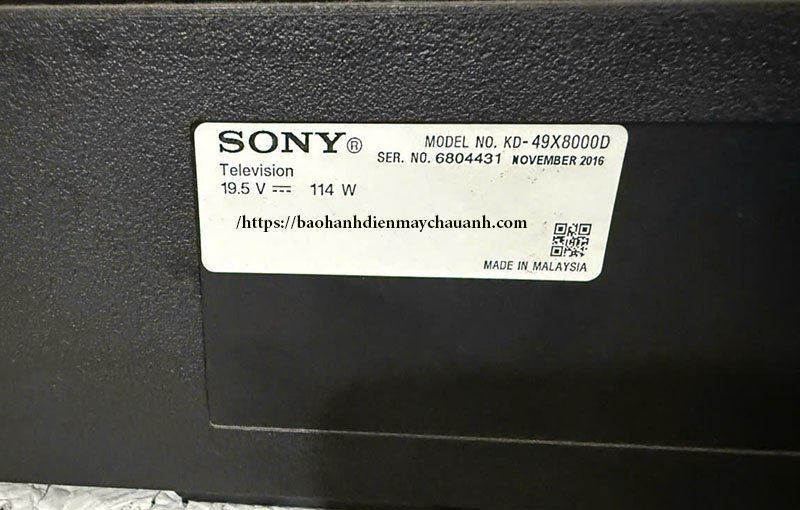 SONY®
MODEL NO. KD-49X8000D
SER. NO. 6804431 NOVEMBER 2016
Television
19.5 V ⎓ 114 W
/https://baohanhdienmaychauanh.com
MADE IN MALAYSIA